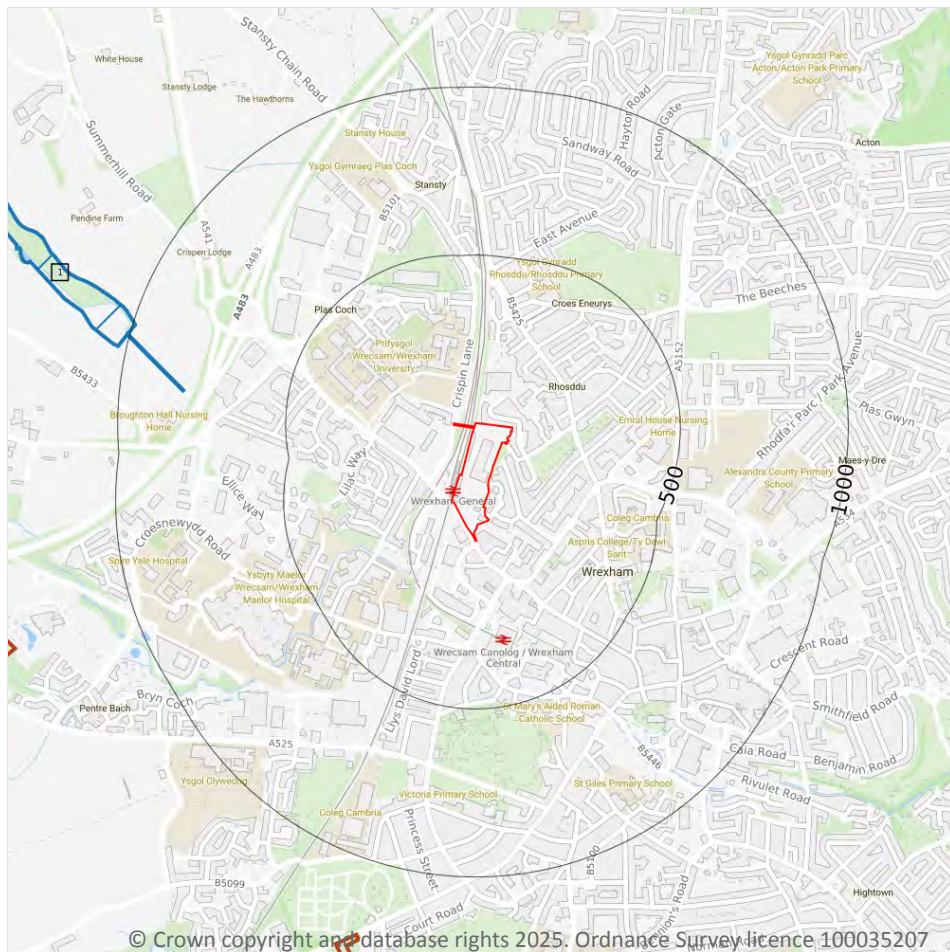 White House
Stansty Chain Road
Stansty Lodge
The Hawthorns
Ysgol Gynradd Parc
Acton/Acton Park Primary
School
Haytor Road
Acton Gate
Summerhill Road
Stansty House
Acton
Sandway Road
Ysgol Gymraeg Plas Coch
Stansty
B5101
Pendine Farm
A541
East Avenue
Crispen Lodge
A483
Ysgol Gynradd
Rhosddu/Rhosddu Primary
School
1
The Beeches
A483
Plas Coch
B5425
Croes Eneurys
Prifysgol
Wrecsam/Wrexham
University
Crispin Lane
A5152
B5433
Rhosddu
Rhodfa'r Parc / Park Avenue
Plas Gwyn
Broughton Hall Nursing
Home
Emral House Nursing
Home
Lilac Way
Maes-y-Dre
Alexandra County Primary
School
500
1000
Ellice Way
Wrexham General
A534
Coleg Cambria
Croesnewydd Road
Aspris College/Ty Dewi
Sant
Spire Yale Hospital
Wrexham
Ysbyty Maelor
Wrecsam/Wrexham
Maelor Hospital
Crescent Road
Wrecsam Canolog / Wrexham
Central
Llys David Lord
Bryn Coch
Pentre Bach
St Mary's Aided Roman
Catholic School
Smithfield Road
A525
B5446
Caia Road
Benjamin Road
Ysgol Clywedog
Victoria Primary School
St Giles Primary School
Rivulet Road
Coleg Cambria
Princess Street
B5100
B5099
Hightown
Court Road
Norman Road
© Crown copyright and database rights 2025. Ordnance Survey licence 100035207